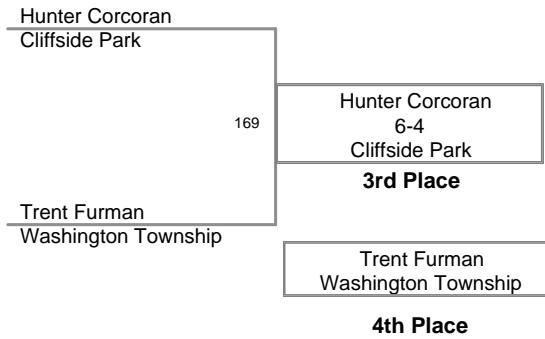 Hunter Corcoran
Cliffside Park
169
Hunter Corcoran
6-4
Cliffside Park
3rd Place
Trent Furman
Washington Township
Trent Furman
Washington Township
4th Place